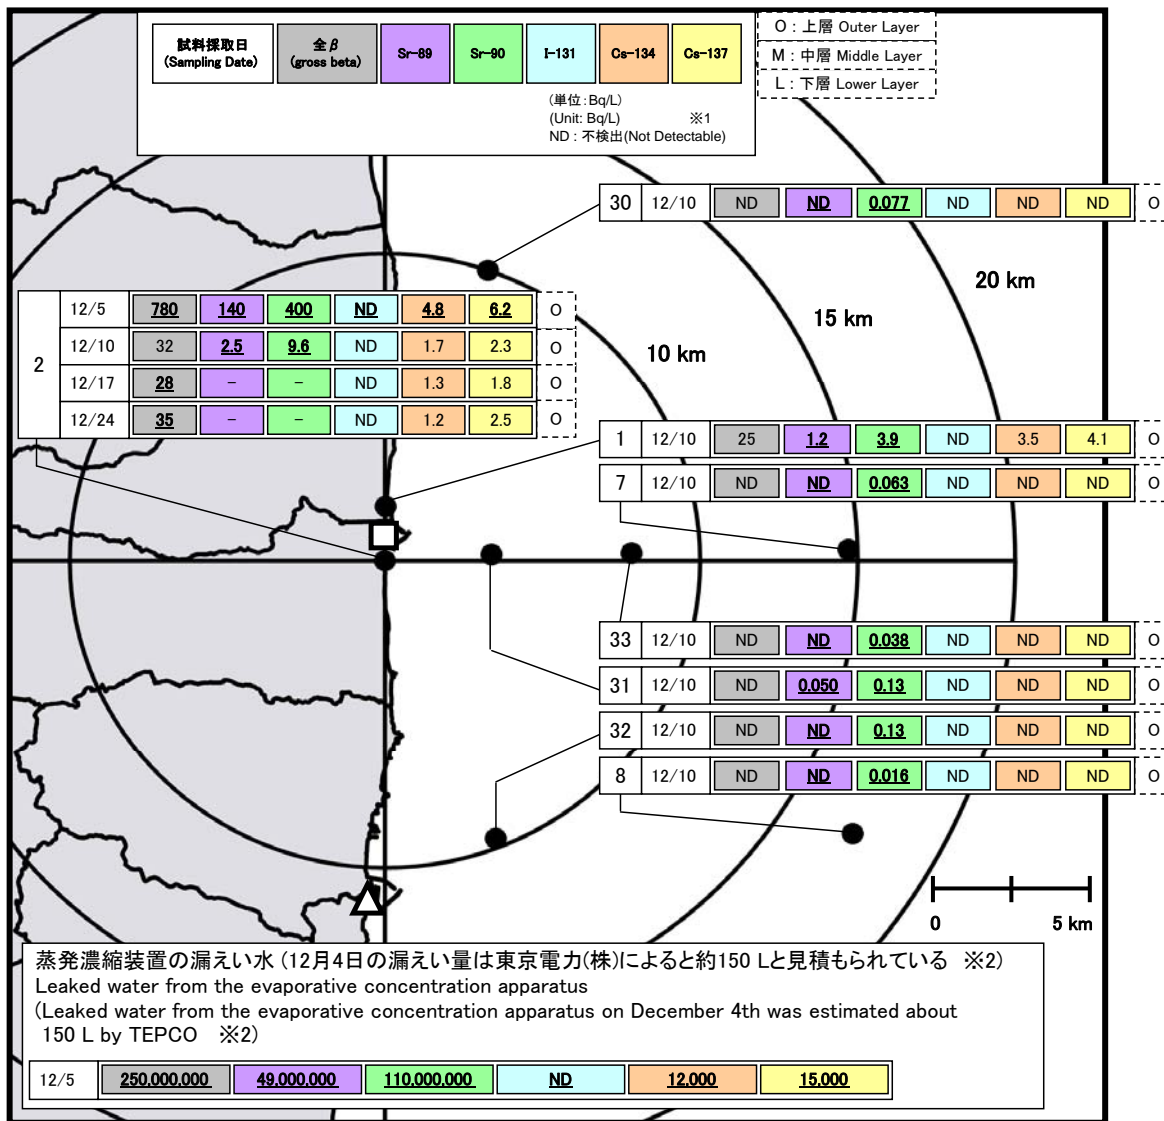 試料採取日
(Sampling Date)
全β
(gross beta)
Sr-89
Sr-90
I-131
Cs-134
Cs-137
(単位:Bq/L)
(Unit: Bq/L) ※1
ND : 不検出(Not Detectable)
O : 上層 Outer Layer
M : 中層 Middle Layer
L : 下層 Lower Layer
30 12/10 ND ND 0.077 ND ND ND O
20 km
15 km
10 km
2
12/5 780 140 400 ND 4.8 6.2 O
12/10 32 2.5 9.6 ND 1.7 2.3 O
12/17 28 - - ND 1.3 1.8 O
12/24 35 - - ND 1.2 2.5 O
1 12/10 25 1.2 3.9 ND 3.5 4.1 O
7 12/10 ND ND 0.063 ND ND ND O
33 12/10 ND ND 0.038 ND ND ND O
31 12/10 ND 0.050 0.13 ND ND ND O
32 12/10 ND ND 0.13 ND ND ND O
8 12/10 ND ND 0.016 ND ND ND O
0 5 km
蒸発濃縮装置の漏えい水 (12月4日の漏えい量は東京電力(株)によると約150 Lと見積もられている ※2)
Leaked water from the evaporative concentration apparatus
(Leaked water from the evaporative concentration apparatus on December 4th was estimated about
150 L by TEPCO ※2)
12/5 250,000,000 49,000,000 110,000,000 ND 12,000 15,000